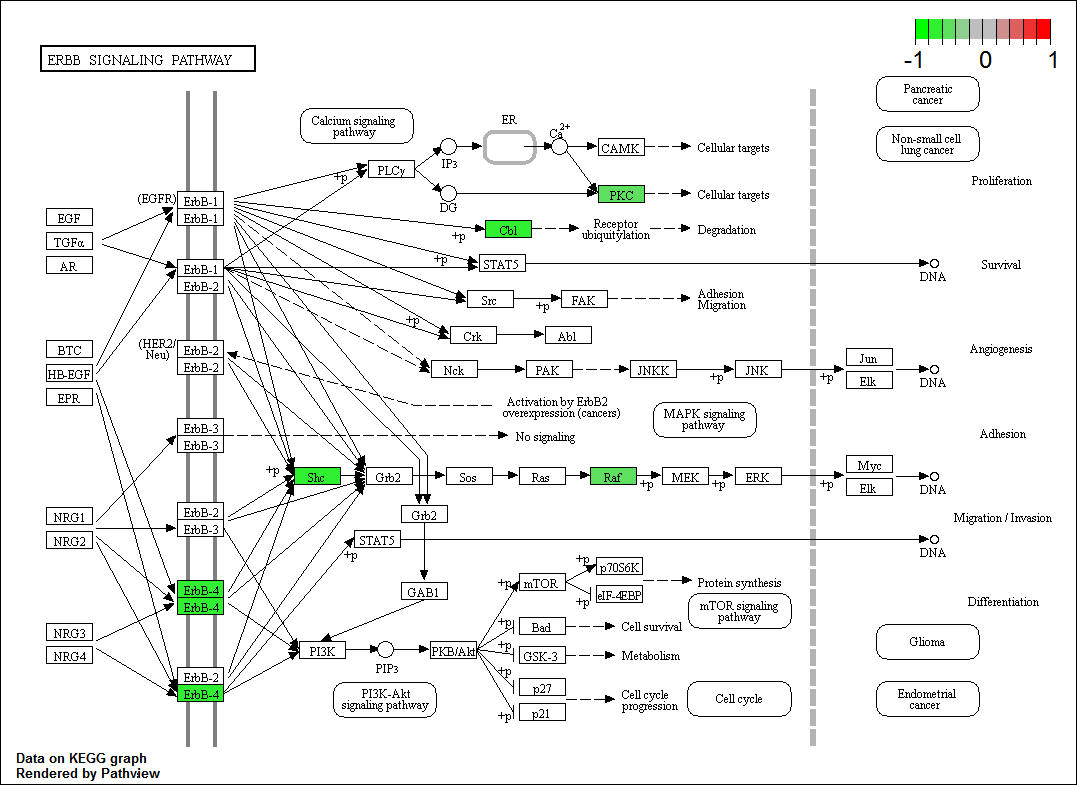 ERBB SIGNALING PATHWAY
-1 0 1
Pancreatic
cancer
Non-small cell
lung cancer
Calcium signaling
pathway
ER
Ca2+
IP3
DG
PLCγ
+p
CAMK
Cellular targets
PKC
Cellular targets
Proliferation
(EGFR)
ErbB-1
ErbB-1
EGF
TGFα
AR
Cbl
+p
Receptor
ubiquitylation
Degradation
ErbB-1
ErbB-2
+p
STAT5
DNA
Survival
Src
+p
FAK
Adhesion
Migration
+p
Crk
Abl
BTC
HB-EGF
EPR
(HER2/
Neu)
ErbB-2
ErbB-2
Nck
PAK
JNKK
+p
JNK
+p
Jun
Elk
DNA
Angiogenesis
Activation by ErbB2
overexpression (cancers)
MAPK signaling
pathway
ErbB-3
ErbB-3
No signaling
Adhesion
+p
Shc
Grb2
Sos
Ras
Raf
+p
MEK
+p
ERK
+p
Myc
Elk
DNA
NRG1
NRG2
ErbB-2
ErbB-3
Grb2
STAT5
+p
DNA
Migration / Invasion
ErbB-4
ErbB-4
GAB1
+p
mTOR
+p
p70S6K
+p
eIF-4EBP
Protein synthesis
mTOR signaling
pathway
Differentiation
NRG3
NRG4
PI3K
PIP3
PKB/Akt
+p
Bad
Cell survival
+p
GSK-3
Metabolism
Glioma
ErbB-2
ErbB-4
PI3K-Akt
signaling pathway
+p
p27
+p
p21
Cell cycle
progression
Cell cycle
Endometrial
cancer
Data on KEGG graph
Rendered by Pathview